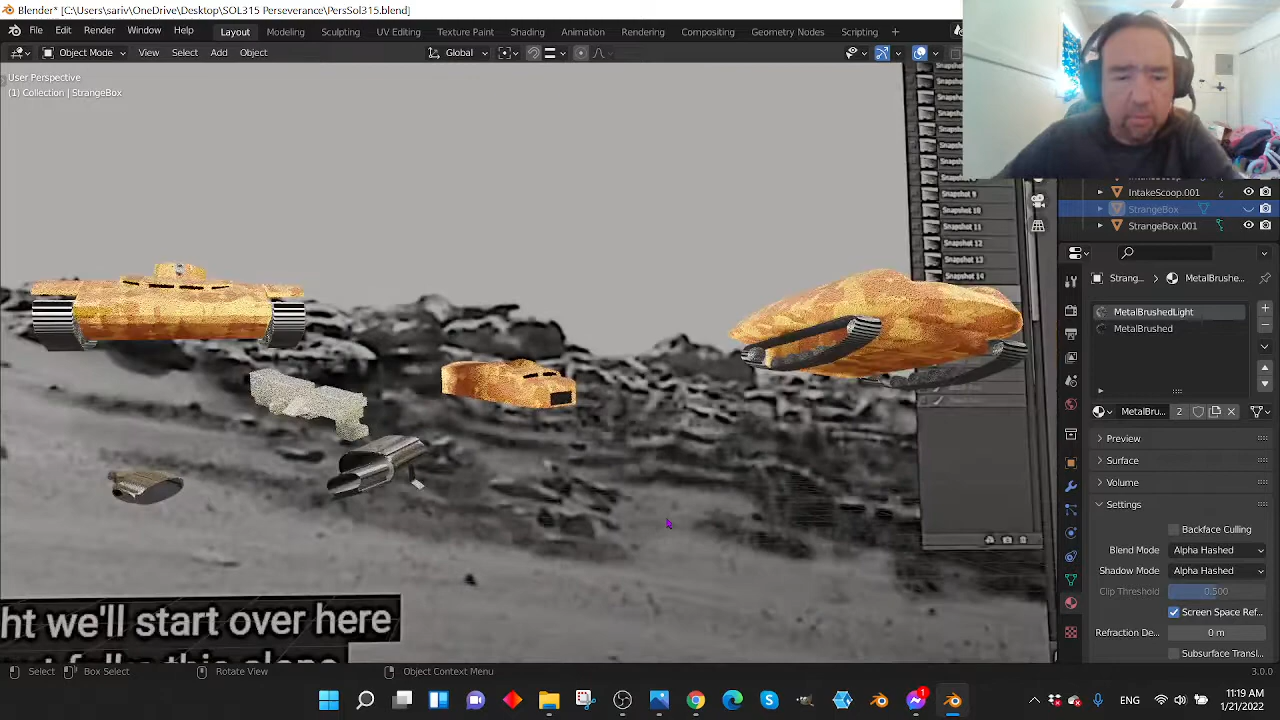 Blender* [C:\Users\sariv\OneDrive\Desktop\SOL315 Perseverance\PersSol315.blend]
File Edit Render Window Help Layout Modeling Sculpting UV Editing Texture Paint Shading Animation Rendering Compositing Geometry Nodes Scripting
Object Mode View Select Add Object Global
User Perspective
(1) Collection | StrangeBox
Snapshot 9
Snapshot 10
Snapshot 11
Snapshot 12
Snapshot 13
Snapshot 14
IntakeScoop.001
StrangeBox
StrangeBox.001
Strang... > MetalBrushe...
MetalBrushedLight
MetalBrushed
MetalBru... 2
Preview
Surface
Volume
Settings
Backface Culling
Blend Mode Alpha Hashed
Shadow Mode Alpha Hashed
Clip Threshold 0.500
Screen Space Ref...
Refraction De... 0 m
Subsurface Transl...
ht we'll start over here
Select Box Select Rotate View Object Context Menu 3.0.0
1
ENG
11:19 AM
1/21/2022